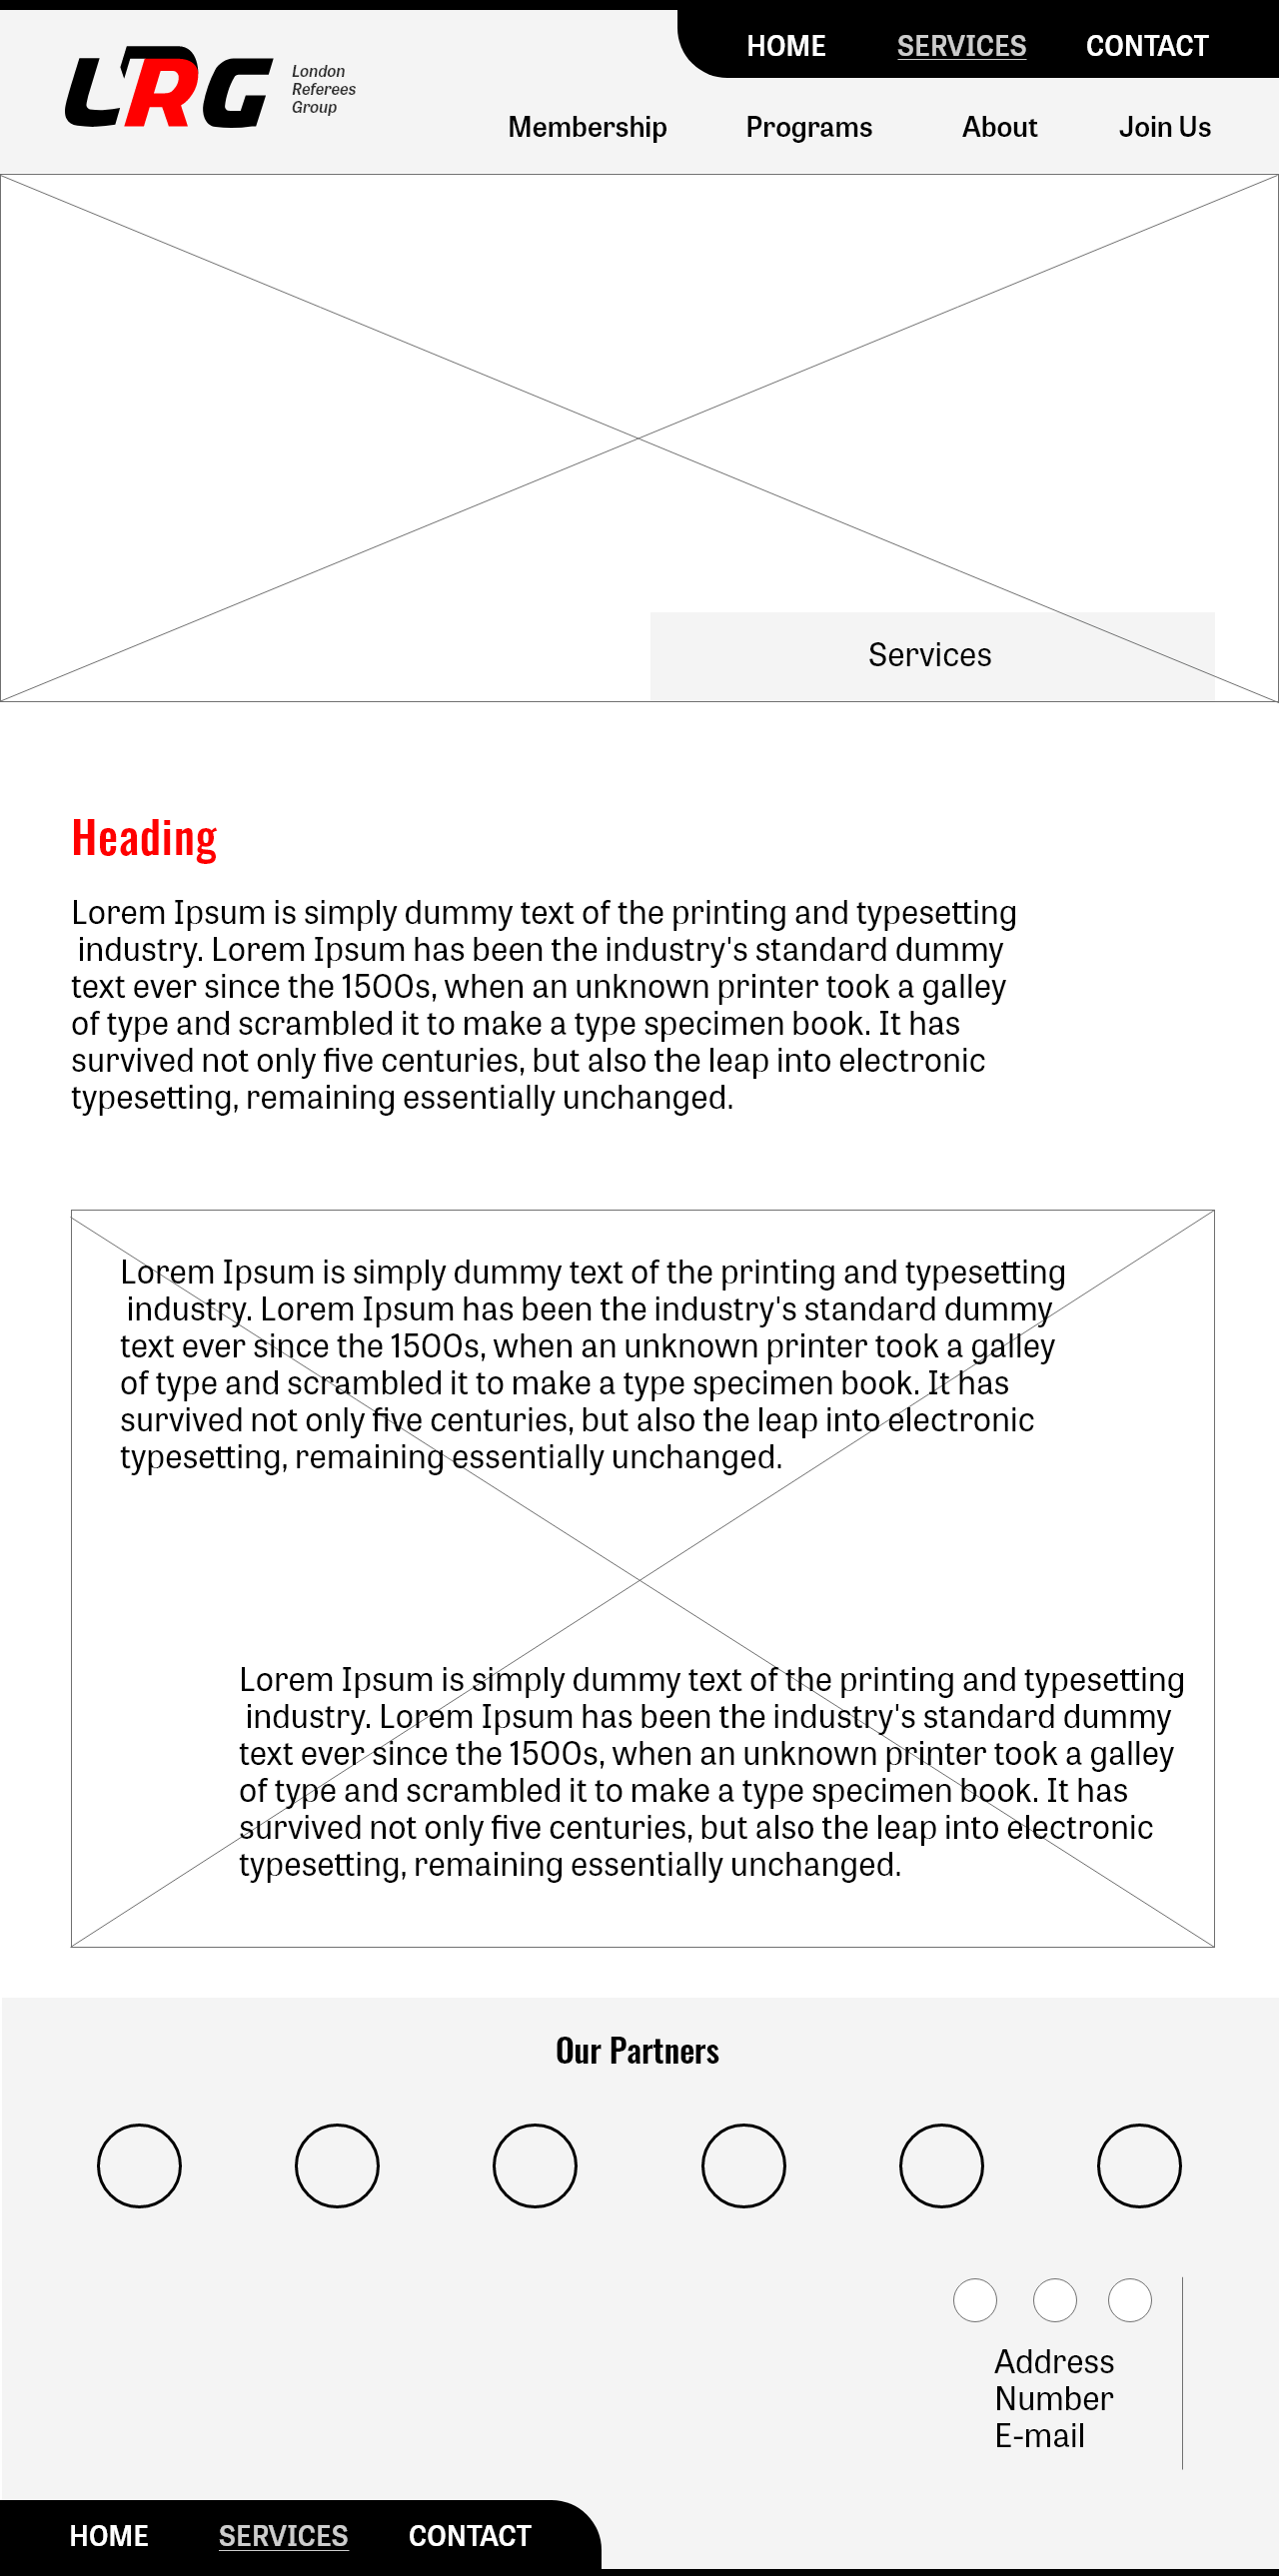 HOME SERVICES CONTACT
LRG
London
Referees
Group
Membership Programs About Join Us
Services
Heading
Lorem Ipsum is simply dummy text of the printing and typesetting
industry. Lorem Ipsum has been the industry's standard dummy
text ever since the 1500s, when an unknown printer took a galley
of type and scrambled it to make a type specimen book. It has
survived not only five centuries, but also the leap into electronic
typesetting, remaining essentially unchanged.
Lorem Ipsum is simply dummy text of the printing and typesetting
industry. Lorem Ipsum has been the industry's standard dummy
text ever since the 1500s, when an unknown printer took a galley
of type and scrambled it to make a type specimen book. It has
survived not only five centuries, but also the leap into electronic
typesetting, remaining essentially unchanged.
Lorem Ipsum is simply dummy text of the printing and typesetting
industry. Lorem Ipsum has been the industry's standard dummy
text ever since the 1500s, when an unknown printer took a galley
of type and scrambled it to make a type specimen book. It has
survived not only five centuries, but also the leap into electronic
typesetting, remaining essentially unchanged.
Our Partners
Address
Number
E-mail
HOME SERVICES CONTACT